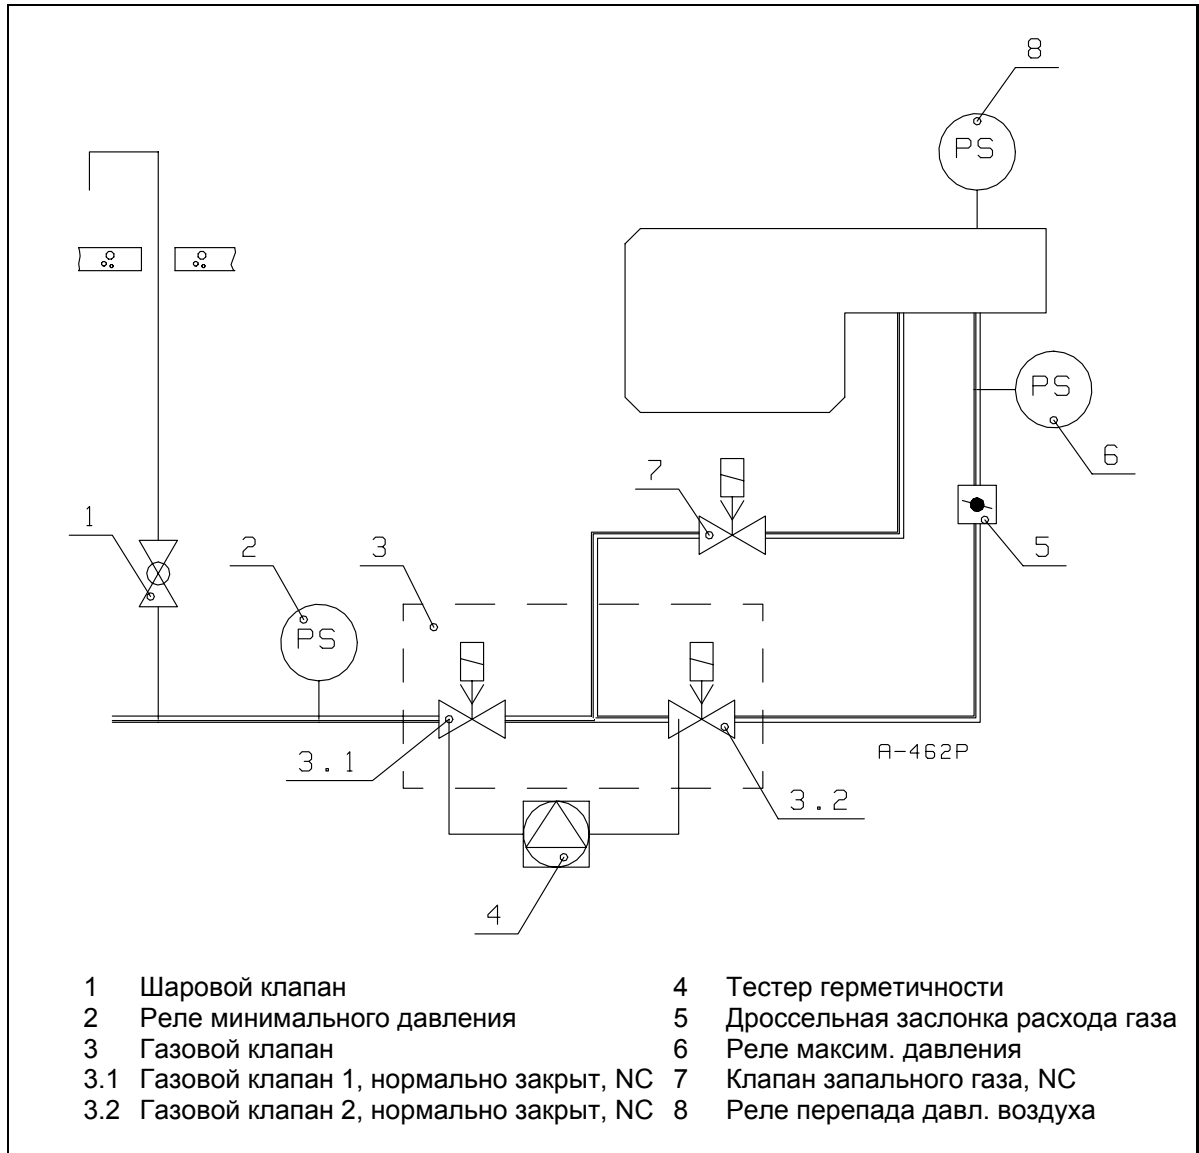 8
PS
PS
6
7
1
2
3
5
PS
3.1
A-462P
3.2
4
1 Шаровой клапан
2 Реле минимального давления
3 Газовой клапан
3.1 Газовой клапан 1, нормально закрыт, NC
3.2 Газовой клапан 2, нормально закрыт, NC
4 Тестер герметичности
5 Дроссельная заслонка расхода газа
6 Реле максим. давления
7 Клапан запального газа, NC
8 Реле перепада давл. воздуха